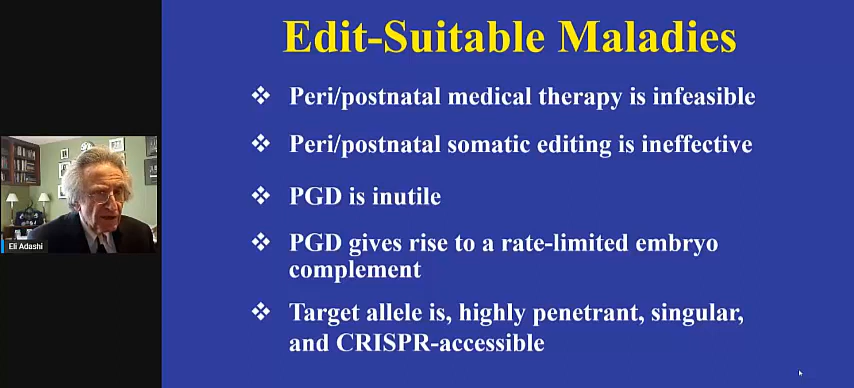 Edit-Suitable Maladies
❖ Peri/postnatal medical therapy is infeasible
❖ Peri/postnatal somatic editing is ineffective
❖ PGD is inutile
❖ PGD gives rise to a rate-limited embryo
complement
❖ Target allele is, highly penetrant, singular,
and CRISPR-accessible
Eli Adashi